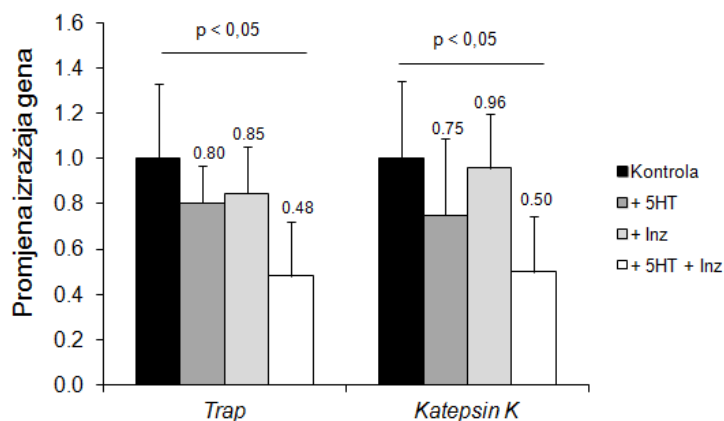 Promjena izražaja gena
1.6
1.4
1.2
1.0
0.8
0.6
0.4
0.2
0.0
p < 0,05
p < 0,05
0.80
0.85
0.48
0.75
0.96
0.50
Trap
Katepsin K
Kontrola
+ 5HT
+ Inz
+ 5HT + Inz